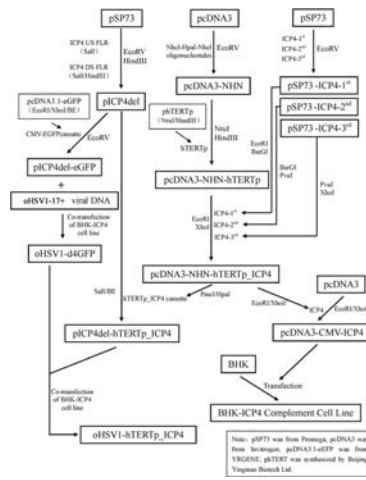 pSP73
pcDNA3
pSP73
ICP4 US FLR
(SalI)
ICP4 DS FLR
(SalI/HindIII)
EcoRV
HindIII
NheI-HpaI-NheI
oligonucleotides
EcoRV
ICP4-1st
ICP4-2nd
ICP4-3rd
EcoRV
pICP4del
pcDNA3-NHN
pSP73-ICP4-1st
pSP73-ICP4-2nd
pSP73-ICP4-3rd
pcDNA3.1-eGFP
(EcoRI/XhoI/BE)
CMV-EGFPcassette
EcoRV
phTERTp
(NruI/HindIII)
hTERTp
NruI
HindIII
EcoRI
BsrGI
BsrGI
PvuI
PvuI
XhoI
pICP4del-eGFP
+
oHSV1-17+ viral DNA
pcDNA3-NHN-hTERTp
Co-transfection
of BHK-ICP4
cell line
EcoRI
XhoI
ICP4-1st
ICP4-2nd
ICP4-3rd
oHSV1-d4GFP
pcDNA3-NHN-hTERTp_ICP4
pcDNA3
SalI/BE
hTERTp_ICP4 cassette
PmeI/HpaI
EcoRI/XhoI
ICP4
EcoRI/XhoI
pICP4del-hTERTp_ICP4
pcDNA3-CMV-ICP4
BHK
Transfection
Co-transfection
of BHK-ICP4
cell line
BHK-ICP4 Complement Cell Line
oHSV1-hTERTp_ICP4
Note: pSP73 was from Promega; pcDNA3 was
from Invitrogen; pcDNA3.1-eEFP was from
YRGENE; phTERT was synthesized by Beijing
Yingmao Biotech Ltd.